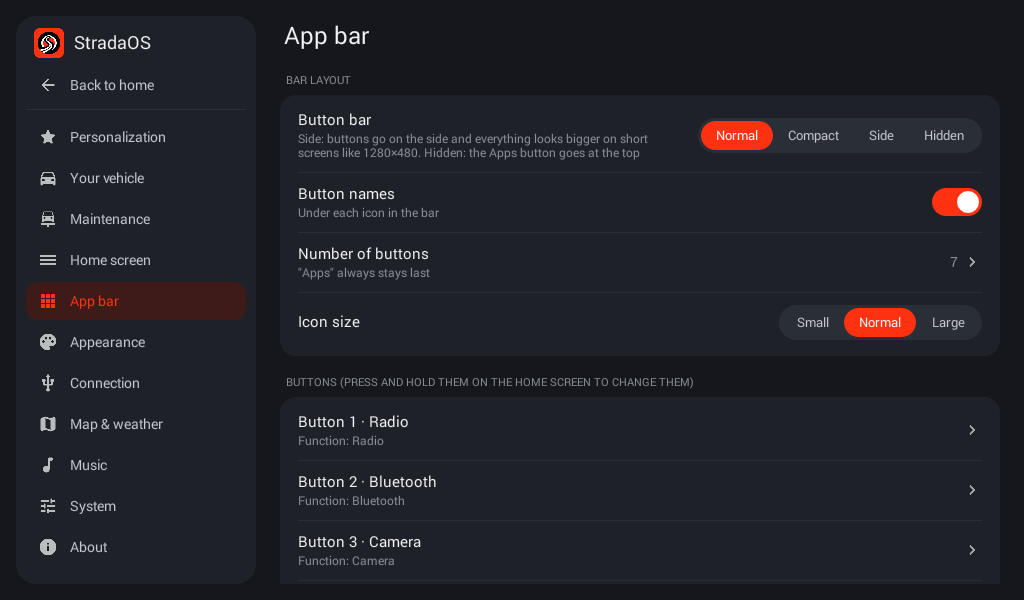 StradaOS
Back to home
Personalization
Your vehicle
Maintenance
Home screen
App bar
Appearance
Connection
Map & weather
Music
System
About
App bar
BAR LAYOUT
Button bar
Side: buttons go on the side and everything looks bigger on short
screens like 1280×480. Hidden: the Apps button goes at the top
Normal Compact Side Hidden
Button names
Under each icon in the bar
Number of buttons
"Apps" always stays last
7
Icon size
Small Normal Large
BUTTONS (PRESS AND HOLD THEM ON THE HOME SCREEN TO CHANGE THEM)
Button 1 · Radio
Function: Radio
Button 2 · Bluetooth
Function: Bluetooth
Button 3 · Camera
Function: Camera